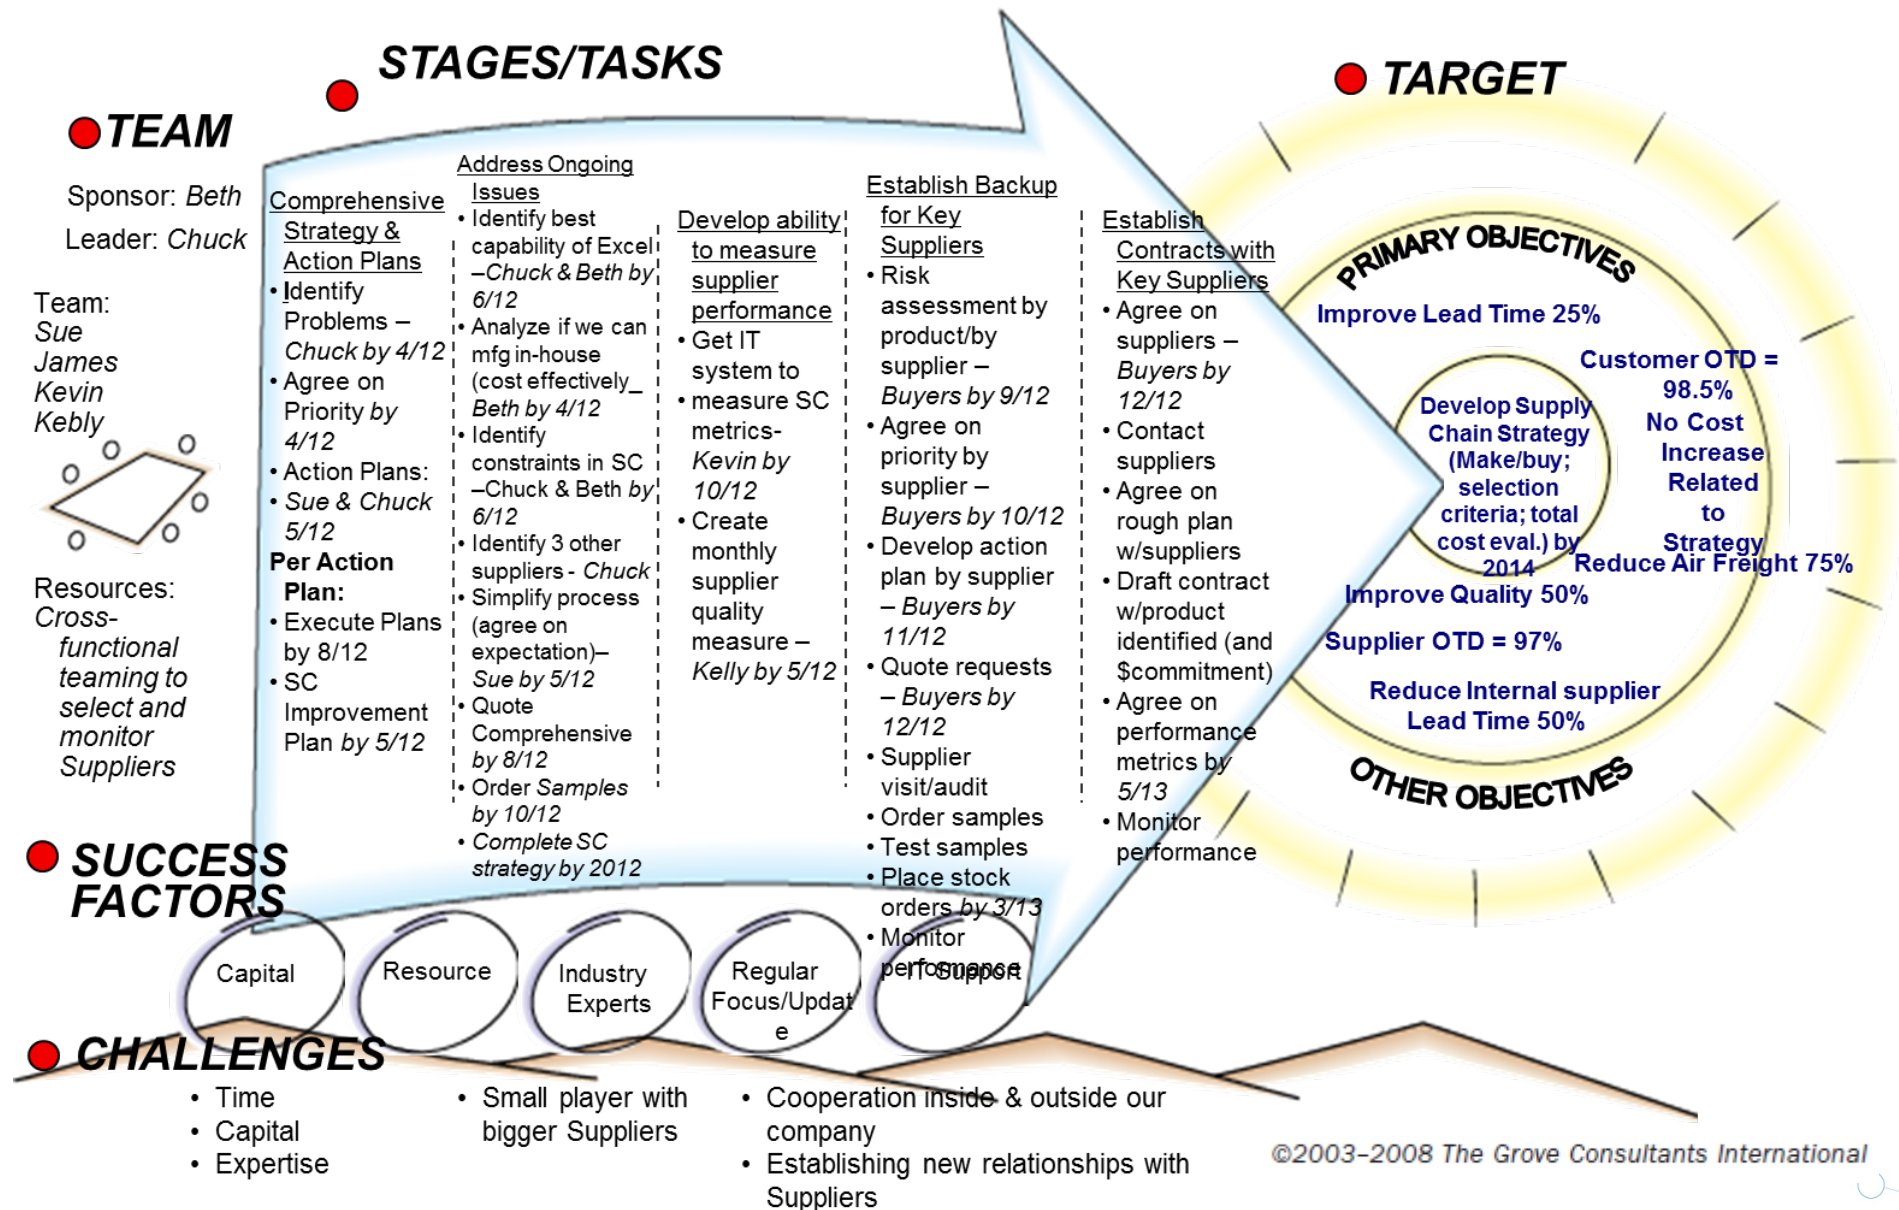 STAGES/TASKS
TARGET
TEAM
Sponsor: Beth
Leader: Chuck
Team:
Sue
James
Kevin
Kebly
Resources:
Cross-
functional
teaming to
select and
monitor
Suppliers
Comprehensive
Strategy &
Action Plans
• Identify
Problems –
Chuck by 4/12
• Agree on
Priority by
4/12
• Action Plans:
• Sue & Chuck
5/12
Per Action
Plan:
• Execute Plans
by 8/12
• SC
Improvement
Plan by 5/12
Address Ongoing
Issues
• Identify best
capability of Excel
–Chuck & Beth by
6/12
• Analyze if we can
mfg in-house
(cost effectively_
Beth by 4/12
• Identify
constraints in SC
–Chuck & Beth by
6/12
• Identify 3 other
suppliers - Chuck
• Simplify process
(agree on
expectation)–
Sue by 5/12
• Quote
Comprehensive
by 8/12
• Order Samples
by 10/12
• Complete SC
strategy by 2012
Develop ability
to measure
supplier
performance
• Get IT
system to
• measure SC
metrics-
Kevin by
10/12
• Create
monthly
supplier
quality
measure –
Kelly by 5/12
Establish Backup
for Key
Suppliers
• Risk
assessment by
product/by
supplier –
Buyers by 9/12
• Agree on
priority by
supplier –
Buyers by 10/12
• Develop action
plan by supplier
– Buyers by
11/12
• Quote requests
– Buyers by
12/12
• Supplier
visit/audit
• Order samples
• Test samples
• Place stock
orders by 3/13
• Monitor
performance
Establish
Contracts with
Key Suppliers
• Agree on
suppliers –
Buyers by
12/12
• Contact
suppliers
• Agree on
rough plan
w/suppliers
• Draft contract
w/product
identified (and
$commitment)
• Agree on
performance
metrics by
5/13
• Monitor
performance
PRIMARY OBJECTIVES
Improve Lead Time 25%
Customer OTD =
98.5%
No Cost
Increase
Related
to
Strategy
Develop Supply
Chain Strategy
(Make/buy;
selection
criteria; total
cost eval.) by
2014
Reduce Air Freight 75%
Improve Quality 50%
Supplier OTD = 97%
Reduce Internal supplier
Lead Time 50%
OTHER OBJECTIVES
SUCCESS
FACTORS
Capital
Resource
Industry
Experts
Regular
Focus/Updat
e
IT Support
CHALLENGES
• Time
• Capital
• Expertise
• Small player with
bigger Suppliers
• Cooperation inside & outside our
company
• Establishing new relationships with
Suppliers
©2003–2008 The Grove Consultants International